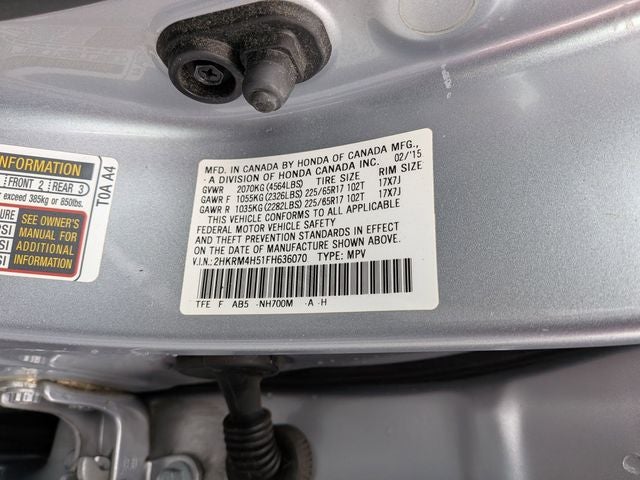 MFD. IN CANADA BY HONDA OF CANADA MFG.,
A DIVISION OF HONDA CANADA INC. 02/'15
GVWR 2070KG (4564LBS) TIRE SIZE RIM SIZE
GAWR F 1055KG (2326LBS) 225/65R17 102T 17X7J
GAWR R 1035KG (2282LBS) 225/65R17 102T 17X7J
THIS VEHICLE CONFORMS TO ALL APPLICABLE
FEDERAL MOTOR VEHICLE SAFETY
AND THEFT PREVENTION STANDARDS IN EFFECT
ON THE DATE OF MANUFACTURE SHOWN ABOVE.
V.I.N.: 2HKRM4H51FH636070 TYPE: MPV
TFE F AB5 -NH700M -A -H
INFORMATION
FRONT 2 REAR 3
exceed 385kg or 850lbs.
SEE OWNER'S
MANUAL FOR
ADDITIONAL
INFORMATION
PSI
PSI
T0A A4